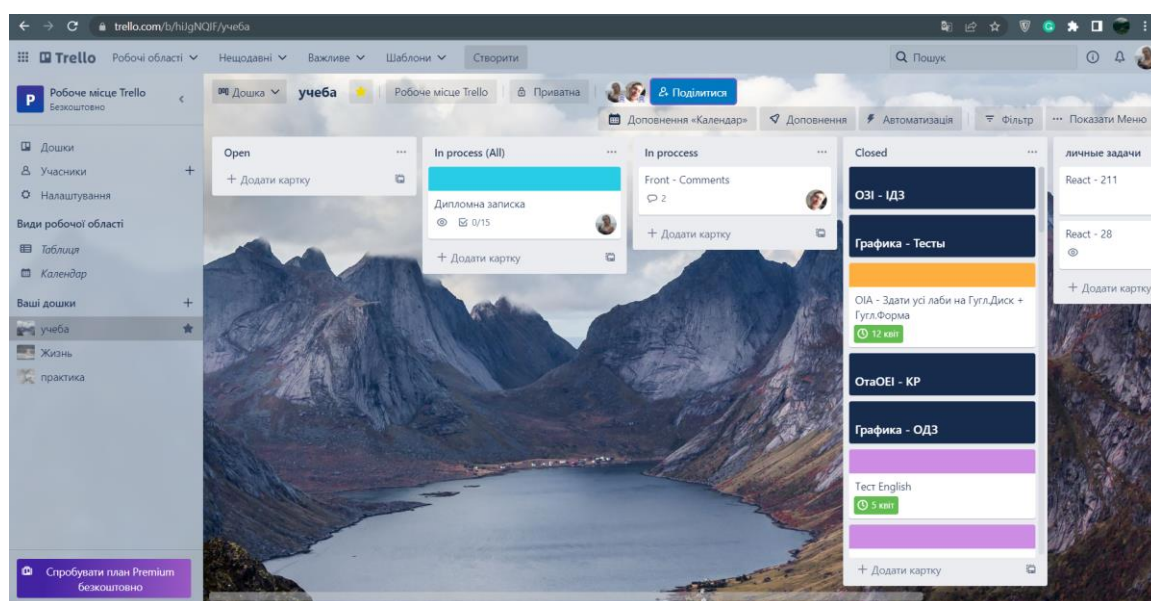 trello.com/b/hiJgNQIF/учеба
Trello Робочі області Нещодавні Важливе Шаблони Створити Пошук
P Робоче місце Trello
Безкоштовно
Дошки
Учасники
Налаштування
Види робочої області
Таблиця
Календар
Ваші дошки
учеба
Жизнь
практика
Спробувати план Premium
безкоштовно
Дошка учеба Робоче місце Trello Приватна Поділитися
Доповнення «Календар» Доповнення Автоматизація Фільтр Показати Меню
Open
+ Додати картку
In process (All)
Дипломна записка
0/15
+ Додати картку
In proccess
Front - Comments
2
+ Додати картку
Closed
ОЗІ - ІДЗ
Графика - Тесты
ОІА - Здати усі лаби на Гугл.Диск +
Гугл.Форма
12 квіт
ОтаОЕІ - КР
Графика - ОДЗ
Тест English
5 квіт
+ Додати картку
личные задачи
React - 211
React - 28
+ Додати картку